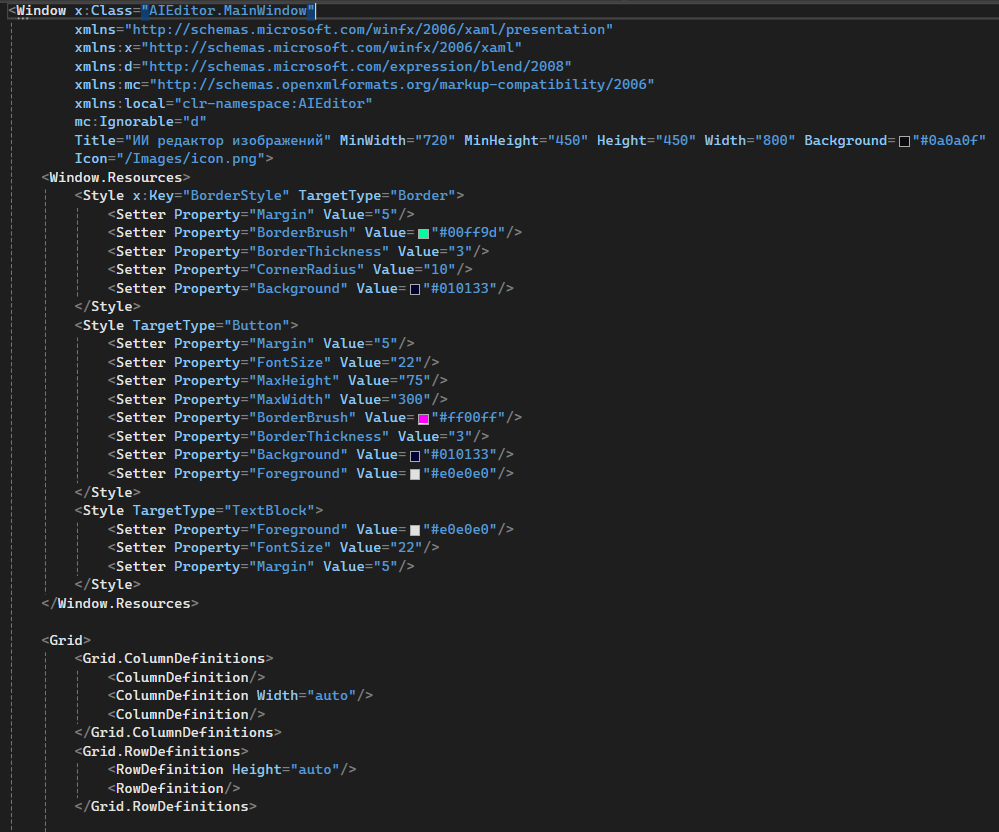 <Window x:Class="AIEditor.MainWindow"
        xmlns="http://schemas.microsoft.com/winfx/2006/xaml/presentation"
        xmlns:x="http://schemas.microsoft.com/winfx/2006/xaml"
        xmlns:d="http://schemas.microsoft.com/expression/blend/2008"
        xmlns:mc="http://schemas.openxmlformats.org/markup-compatibility/2006"
        xmlns:local="clr-namespace:AIEditor"
        mc:Ignorable="d"
        Title="ИИ редактор изображений" MinWidth="720" MinHeight="450" Height="450" Width="800" Background="#0a0a0f"
        Icon="/Images/icon.png">
    <Window.Resources>
        <Style x:Key="BorderStyle" TargetType="Border">
            <Setter Property="Margin" Value="5"/>
            <Setter Property="BorderBrush" Value="#00ff9d"/>
            <Setter Property="BorderThickness" Value="3"/>
            <Setter Property="CornerRadius" Value="10"/>
            <Setter Property="Background" Value="#010133"/>
        </Style>
        <Style TargetType="Button">
            <Setter Property="Margin" Value="5"/>
            <Setter Property="FontSize" Value="22"/>
            <Setter Property="MaxHeight" Value="75"/>
            <Setter Property="MaxWidth" Value="300"/>
            <Setter Property="BorderBrush" Value="#ff00ff"/>
            <Setter Property="BorderThickness" Value="3"/>
            <Setter Property="Background" Value="#010133"/>
            <Setter Property="Foreground" Value="#e0e0e0"/>
        </Style>
        <Style TargetType="TextBlock">
            <Setter Property="Foreground" Value="#e0e0e0"/>
            <Setter Property="FontSize" Value="22"/>
            <Setter Property="Margin" Value="5"/>
        </Style>
    </Window.Resources>

    <Grid>
        <Grid.ColumnDefinitions>
            <ColumnDefinition/>
            <ColumnDefinition Width="auto"/>
            <ColumnDefinition/>
        </Grid.ColumnDefinitions>
        <Grid.RowDefinitions>
            <RowDefinition Height="auto"/>
            <RowDefinition/>
        </Grid.RowDefinitions>